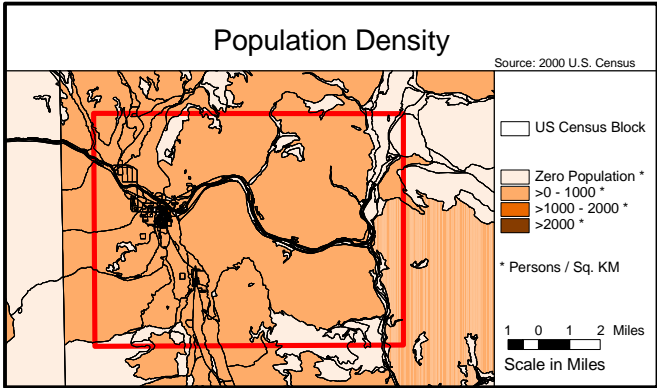 Population Density
Source: 2000 U.S. Census
US Census Block
Zero Population *
>0 - 1000 *
>1000 - 2000 *
>2000 *
* Persons / Sq. KM
1 0 1 2 Miles
Scale in Miles